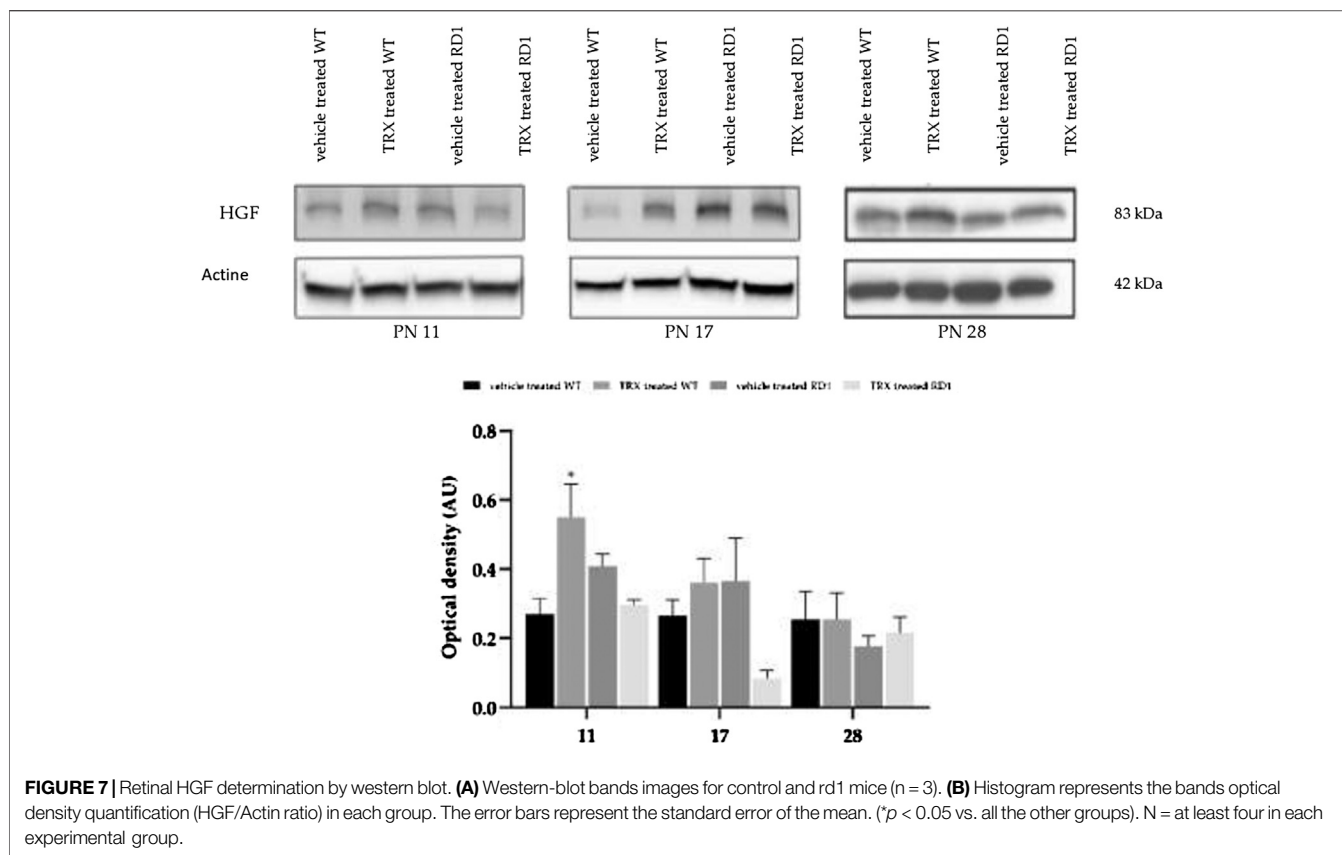 vehicle treated WT
TRX treated WT
vehicle treated RD1
TRX treated RD1
vehicle treated WT
TRX treated WT
vehicle treated RD1
TRX treated RD1
vehicle treated WT
TRX treated WT
vehicle treated RD1
TRX treated RD1
HGF
83 kDa
Actine
42 kDa
PN 11
PN 17
PN 28
vehicle treated WT TRX treated WT vehicle treated RD1 TRX treated RD1
Optical density (AU)
0.8
0.6
0.4
0.2
0.0
*
11
17
28
FIGURE 7 | Retinal HGF determination by western blot. (A) Western-blot bands images for control and rd1 mice (n = 3). (B) Histogram represents the bands optical
density quantification (HGF/Actin ratio) in each group. The error bars represent the standard error of the mean. (*p < 0.05 vs. all the other groups). N = at least four in each
experimental group.